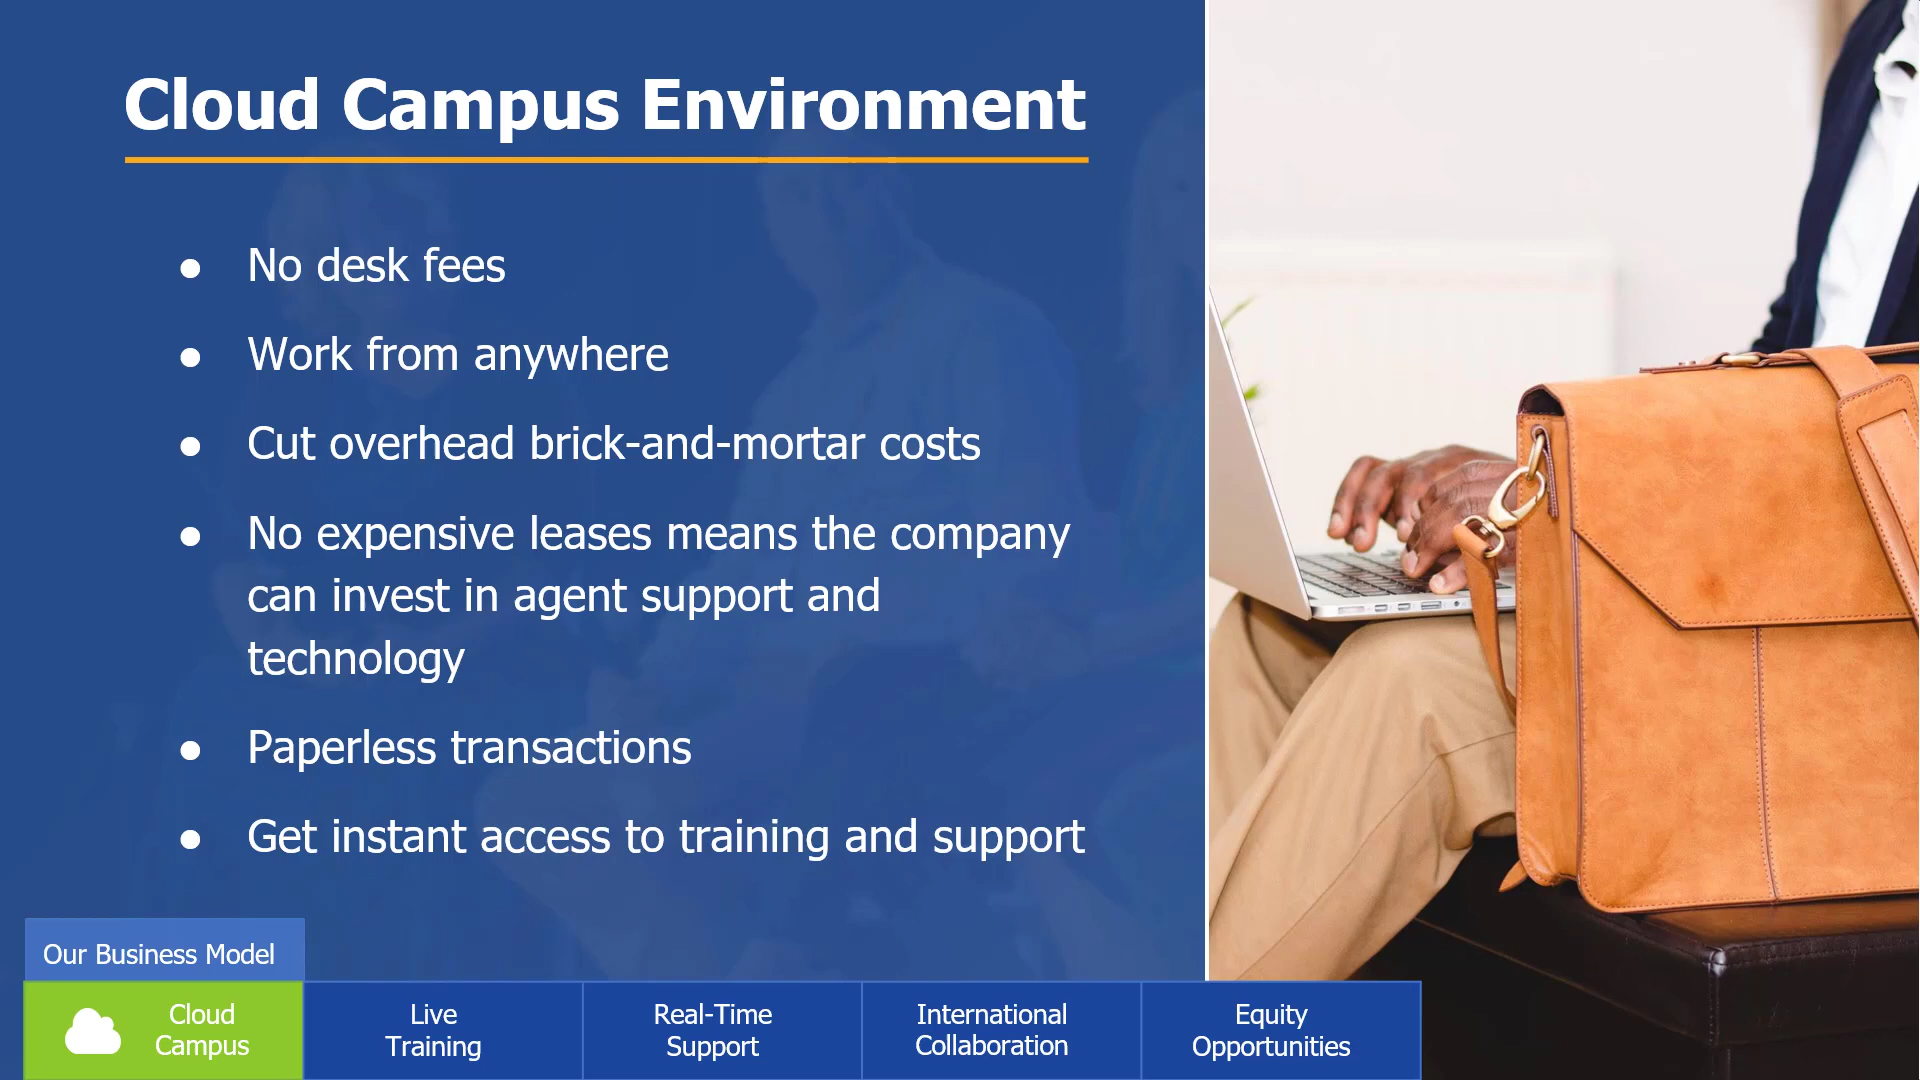 Cloud Campus Environment
● No desk fees
● Work from anywhere
● Cut overhead brick-and-mortar costs
● No expensive leases means the company
can invest in agent support and
technology
● Paperless transactions
● Get instant access to training and support
Our Business Model
Cloud
Campus
Live
Training
Real-Time
Support
International
Collaboration
Equity
Opportunities